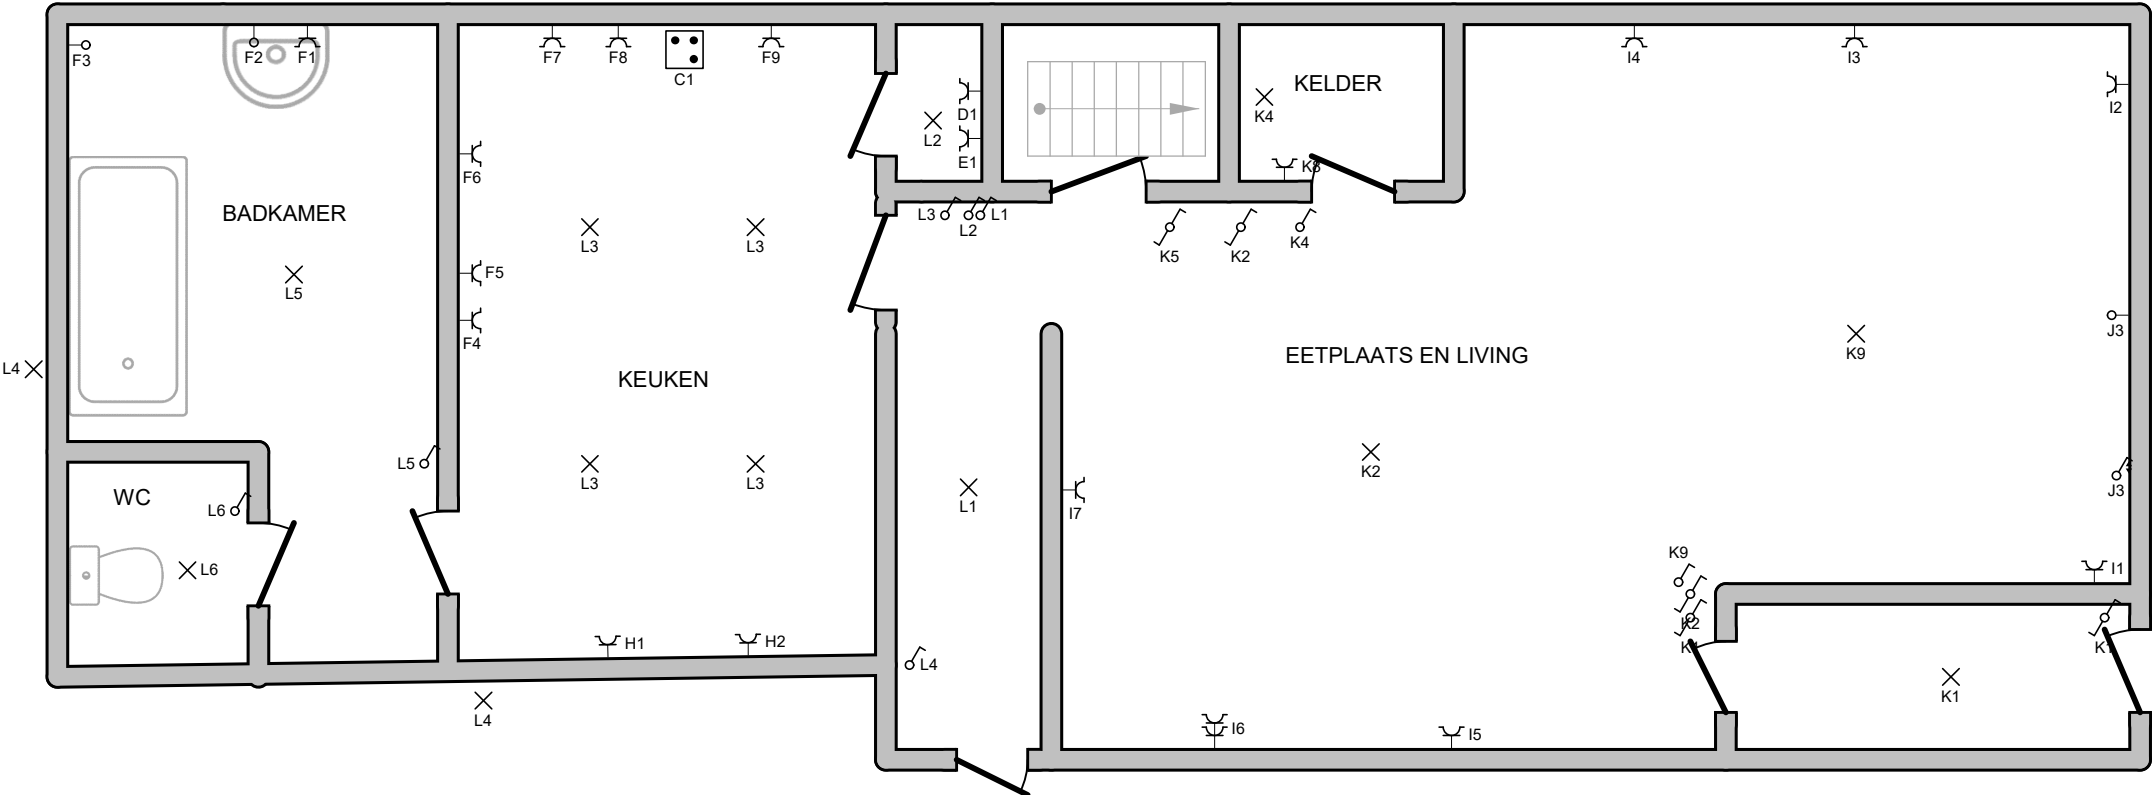 F3
F2
F1
F7
F8
C1
F9
I4
I3
D1
KELDER
I2
L2
K4
E1
F6
K8
BADKAMER
L3
L1
L2
L3
L3
K5
K2
K4
F5
L5
J3
F4
EETPLAATS EN LIVING
K9
L4
KEUKEN
L5
L3
L3
K2
J3
WC
L6
L1
I7
K9
L6
I1
K2
H1
H2
K1
K1
L4
K1
L4
I6
I5